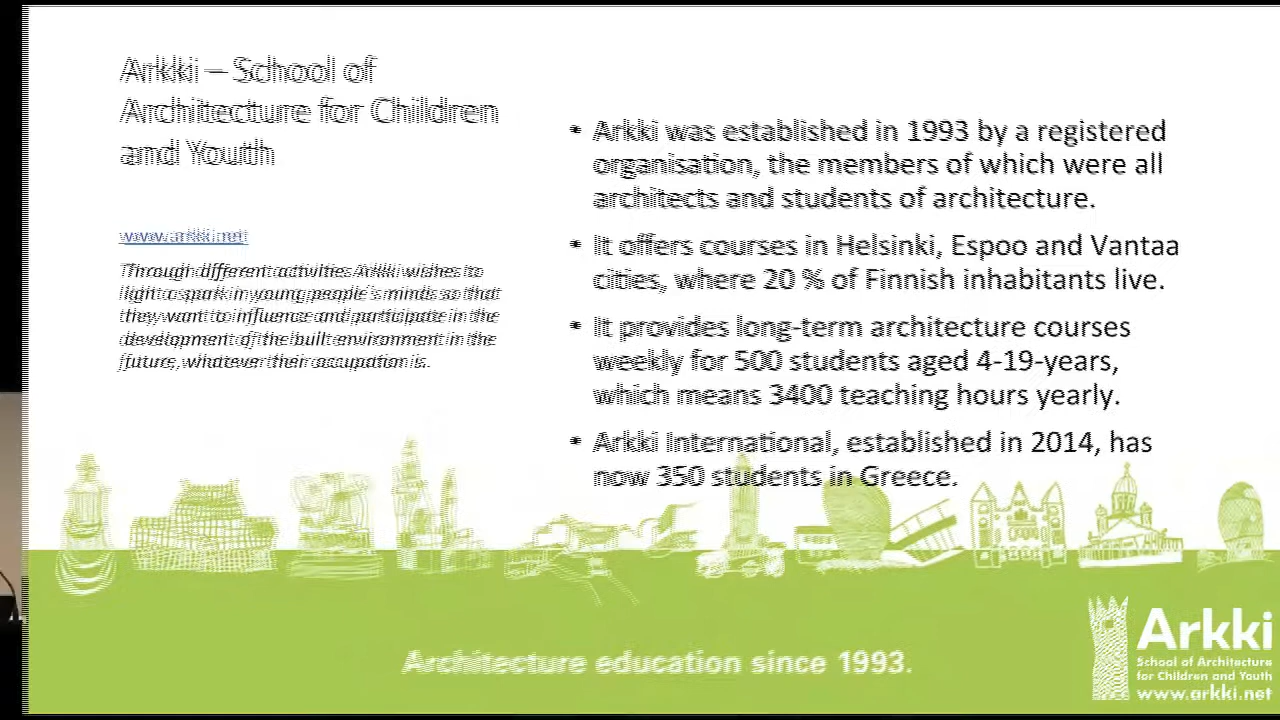 Arkki – School of
Architecture for Children
and Youth
www.arkki.net
Through different activities Arkki wishes to
light a spark in young people´s minds so that
they want to influence and participate in the
development of the built environment in the
future, whatever their occupation is.
• Arkki was established in 1993 by a registered
organisation, the members of which were all
architects and students of architecture.
• It offers courses in Helsinki, Espoo and Vantaa
cities, where 20 % of Finnish inhabitants live.
• It provides long-term architecture courses
weekly for 500 students aged 4-19-years,
which means 3400 teaching hours yearly.
• Arkki International, established in 2014, has
now 350 students in Greece.
Architecture education since 1993.
Arkki
School of Architecture
for Children and Youth
www.arkki.net